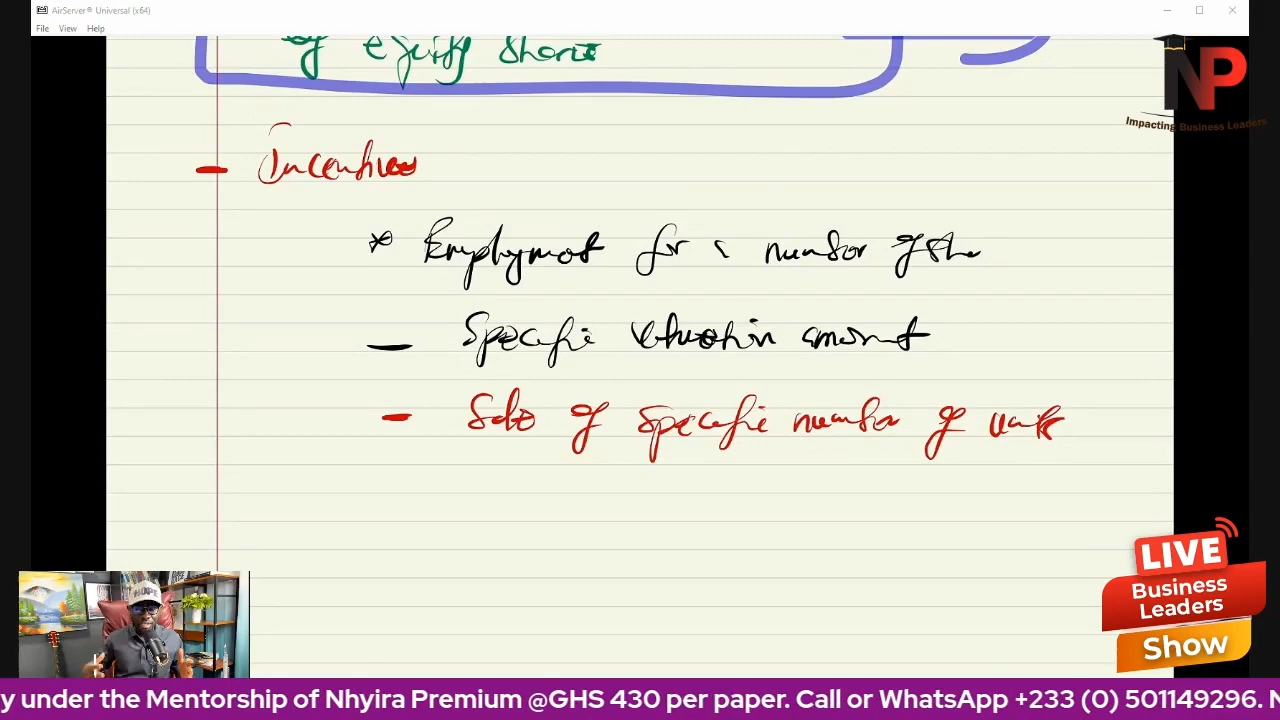 AirServer® Universal (x64)
File View Help
of equity shares
NP
Impacting Business Leaders
- Incentives
* Employment for a number of the
- Specific valuation amount
- Sale of specific number of units
HOPE
LIVE
Business
Leaders
Show
y under the Mentorship of Nhyira Premium @GHS 430 per paper. Call or WhatsApp +233 (0) 501149296. N